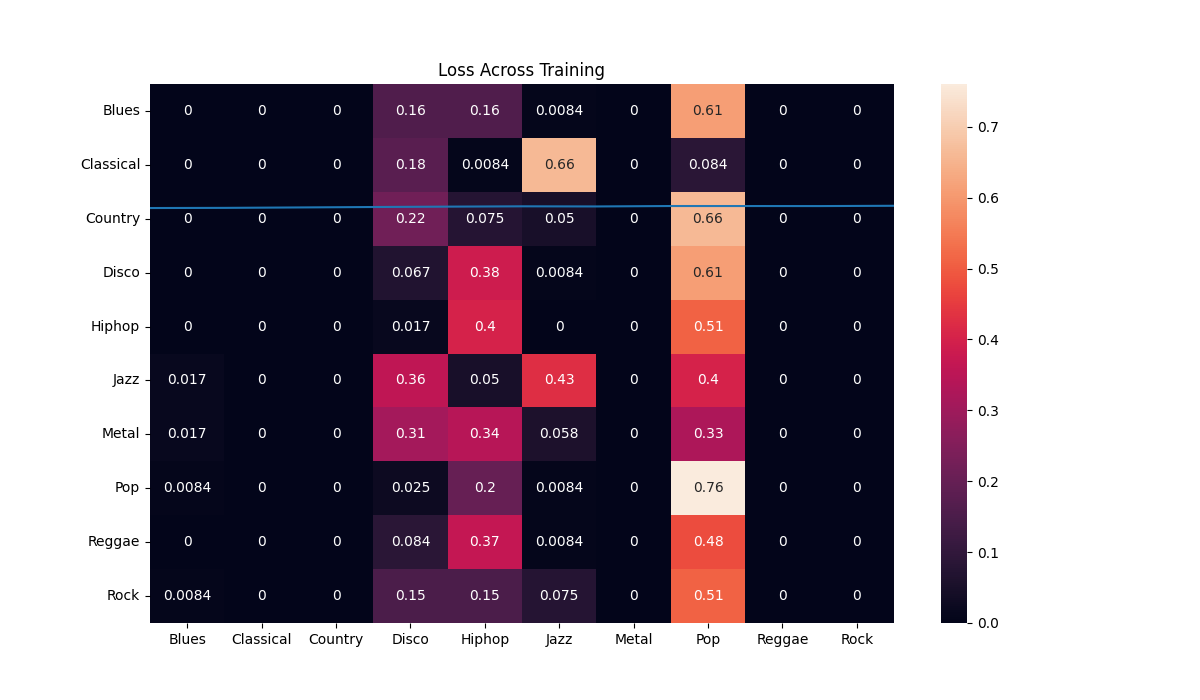 Loss Across Training
Blues 0 0 0 0.16 0.16 0.0084 0 0.61 0 0
0.7
Classical 0 0 0 0.18 0.0084 0.66 0 0.084 0 0
0.6
Country 0 0 0 0.22 0.075 0.05 0 0.66 0 0
Disco 0 0 0 0.067 0.38 0.0084 0 0.61 0 0
0.5
Hiphop 0 0 0 0.017 0.4 0 0 0.51 0 0
0.4
Jazz 0.017 0 0 0.36 0.05 0.43 0 0.4 0 0
0.3
Metal 0.017 0 0 0.31 0.34 0.058 0 0.33 0 0
0.2
Pop 0.0084 0 0 0.025 0.2 0.0084 0 0.76 0 0
Reggae 0 0 0 0.084 0.37 0.0084 0 0.48 0 0
0.1
Rock 0.0084 0 0 0.15 0.15 0.075 0 0.51 0 0
0.0
Blues Classical Country Disco Hiphop Jazz Metal Pop Reggae Rock